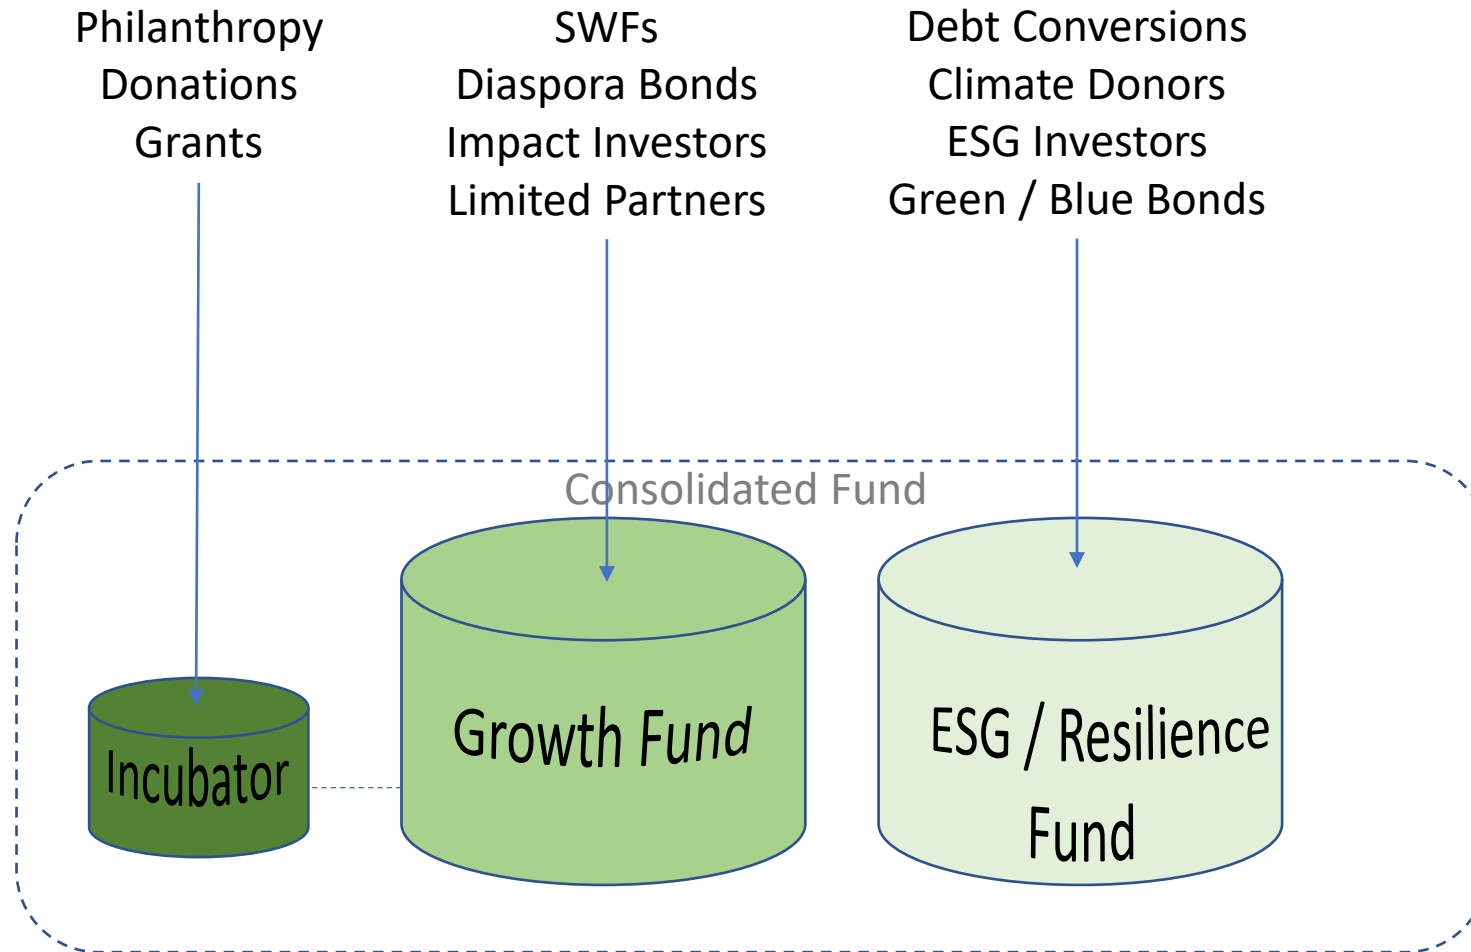 Philanthropy
Donations
Grants
SWFs
Diaspora Bonds
Impact Investors
Limited Partners
Debt Conversions
Climate Donors
ESG Investors
Green / Blue Bonds
Consolidated Fund
Incubator
Growth Fund
ESG / Resilience
Fund